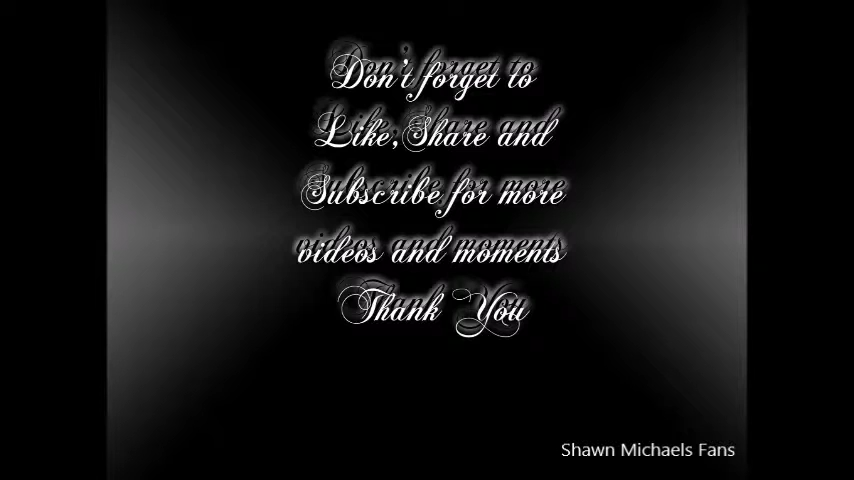 Don't forget to
Like,Share and
Subscribe for more
videos and moments
Thank You
Shawn Michaels Fans